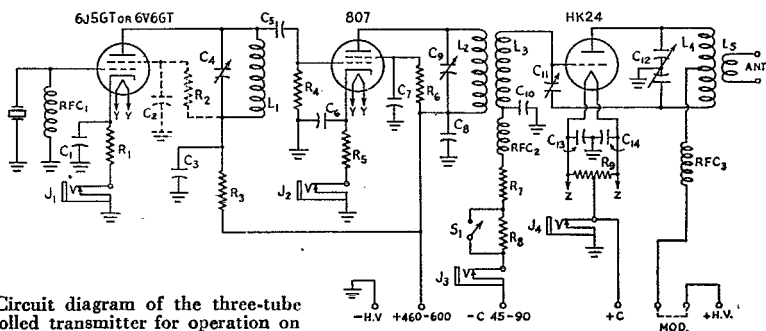 6J5GT OR 6V6GT
807
HK24
C5
C4
L1
R2
C2
RFC1
C1
R1
J1
V
Y Y
C3
R3
R4
C6
R5
J2
V
Y Y
C7
R6
C9
L2
L3
C8
C10
RFC2
R7
S1
R8
J3
V
C11
C12
L4
L5
ANT
C13
C14
R9
Z
Z
J4
V
RFC3
-H.V
+460-600
-C 45-90
+C
MOD.
+H.V.
Circuit diagram of the three-tube
olled transmitter for operation on